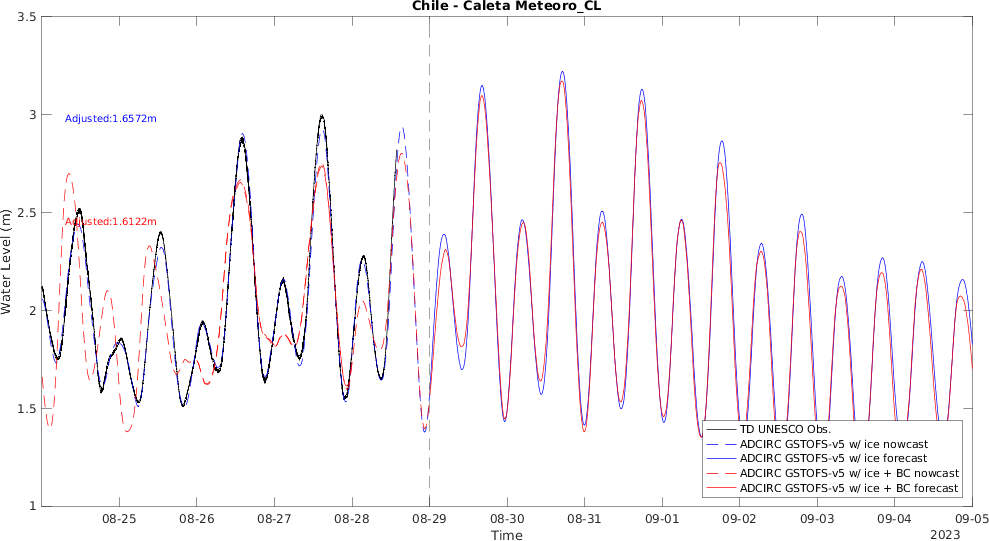 Chile - Caleta Meteoro_CL
3.5
3
2.5
2
1.5
1
Water Level (m)
Adjusted:1.6572m
Adjusted:1.6122m
TD UNESCO Obs.
ADCIRC GSTOFS-v5 w/ ice nowcast
ADCIRC GSTOFS-v5 w/ ice forecast
ADCIRC GSTOFS-v5 w/ ice + BC nowcast
ADCIRC GSTOFS-v5 w/ ice + BC forecast
08-25 08-26 08-27 08-28 08-29 08-30 08-31 09-01 09-02 09-03 09-04 09-05
Time
2023